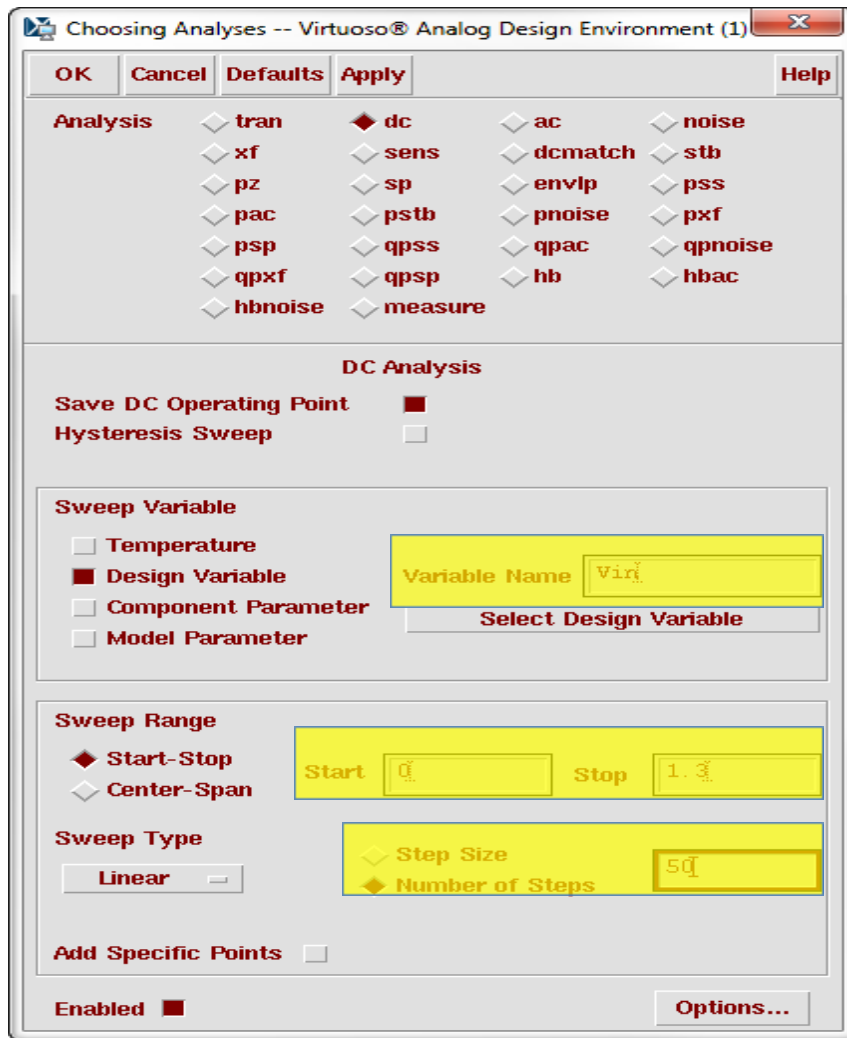 Choosing Analyses -- Virtuoso® Analog Design Environment (1)
OK Cancel Defaults Apply Help
Analysis tran dc ac noise
xf sens dcmatch stb
pz sp envlp pss
pac pstb pnoise pxf
psp qpss qpac qpnoise
qpxf qpsp hb hbac
hbnoise measure
DC Analysis
Save DC Operating Point
Hysteresis Sweep
Sweep Variable
Temperature
Design Variable Variable Name Vin
Component Parameter Select Design Variable
Model Parameter
Sweep Range
Start-Stop Start 0 Stop 1.3
Center-Span
Sweep Type Step Size
Linear Number of Steps 50
Add Specific Points
Enabled Options...